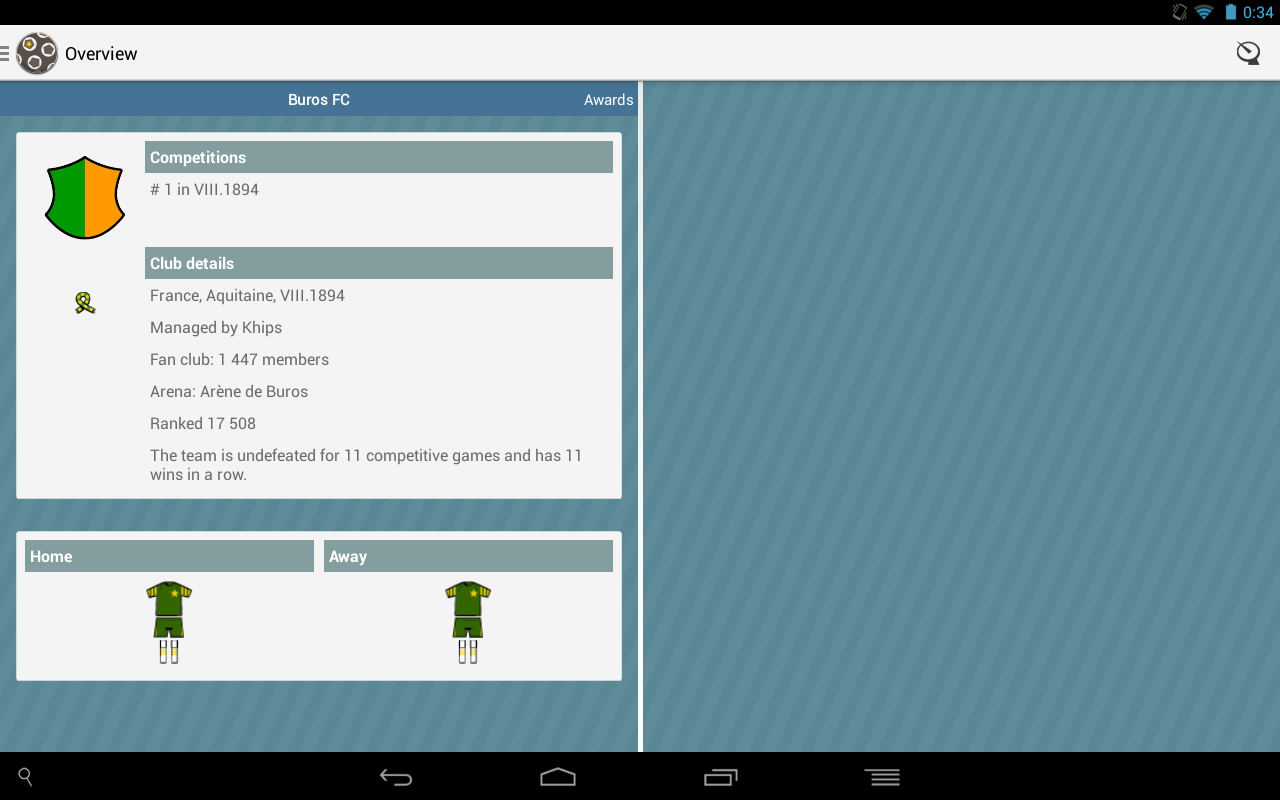 0:34
Overview
Buros FC
Awards
Competitions
# 1 in VIII.1894
Club details
France, Aquitaine, VIII.1894
Managed by Khips
Fan club: 1 447 members
Arena: Arène de Buros
Ranked 17 508
The team is undefeated for 11 competitive games and has 11
wins in a row.
Home
Away